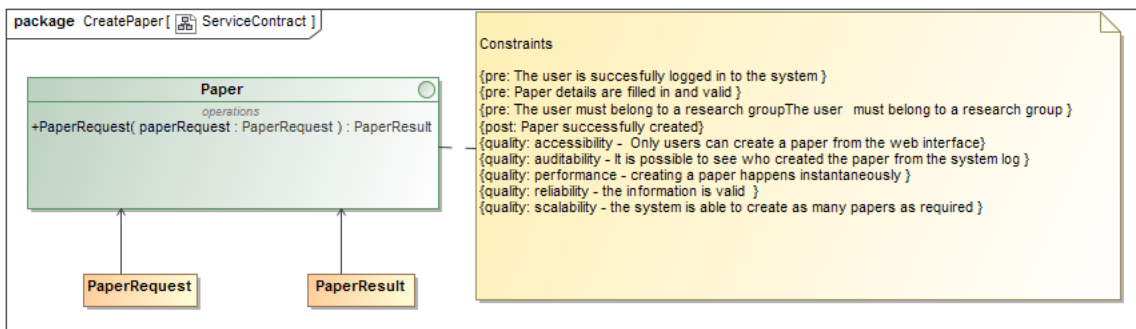 package CreatePaper [ ServiceContract ]
Paper
operations
+PaperRequest( paperRequest : PaperRequest ) : PaperResult
PaperRequest
PaperResult
Constraints
{pre: The user is succesfully logged in to the system }
{pre: Paper details are filled in and valid }
{pre: The user must belong to a research groupThe user must belong to a research group }
{post: Paper successfully created}
{quality: accessibility - Only users can create a paper from the web interface}
{quality: auditability - It is possible to see who created the paper from the system log }
{quality: performance - creating a paper happens instantaneously }
{quality: reliability - the information is valid }
{quality: scalability - the system is able to create as many papers as required }